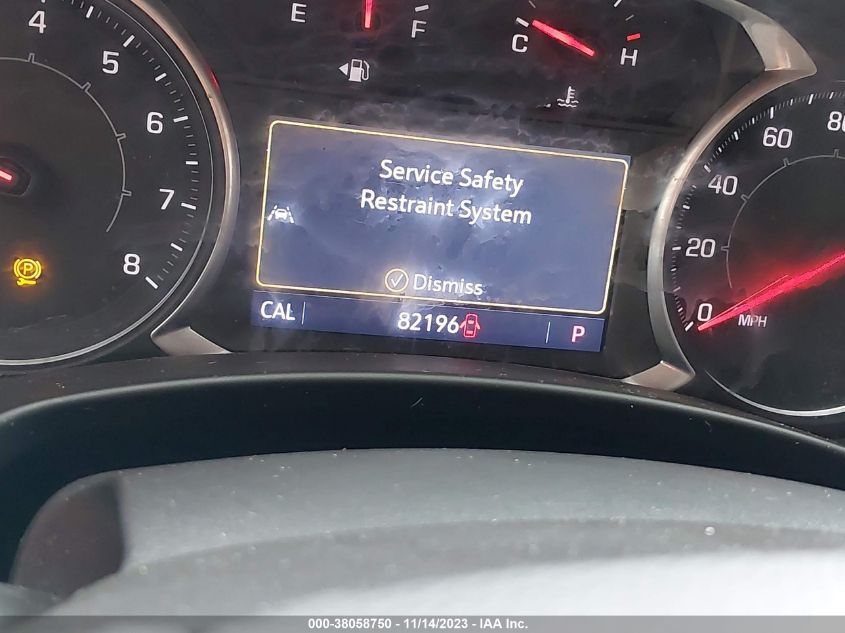 4
5
6
7
8
E
F
C
H
Service Safety
Restraint System
Dismiss
CAL
82196
P
P
0
20
40
60
80
MPH
000-38058750 - 11/14/2023 - IAA Inc.